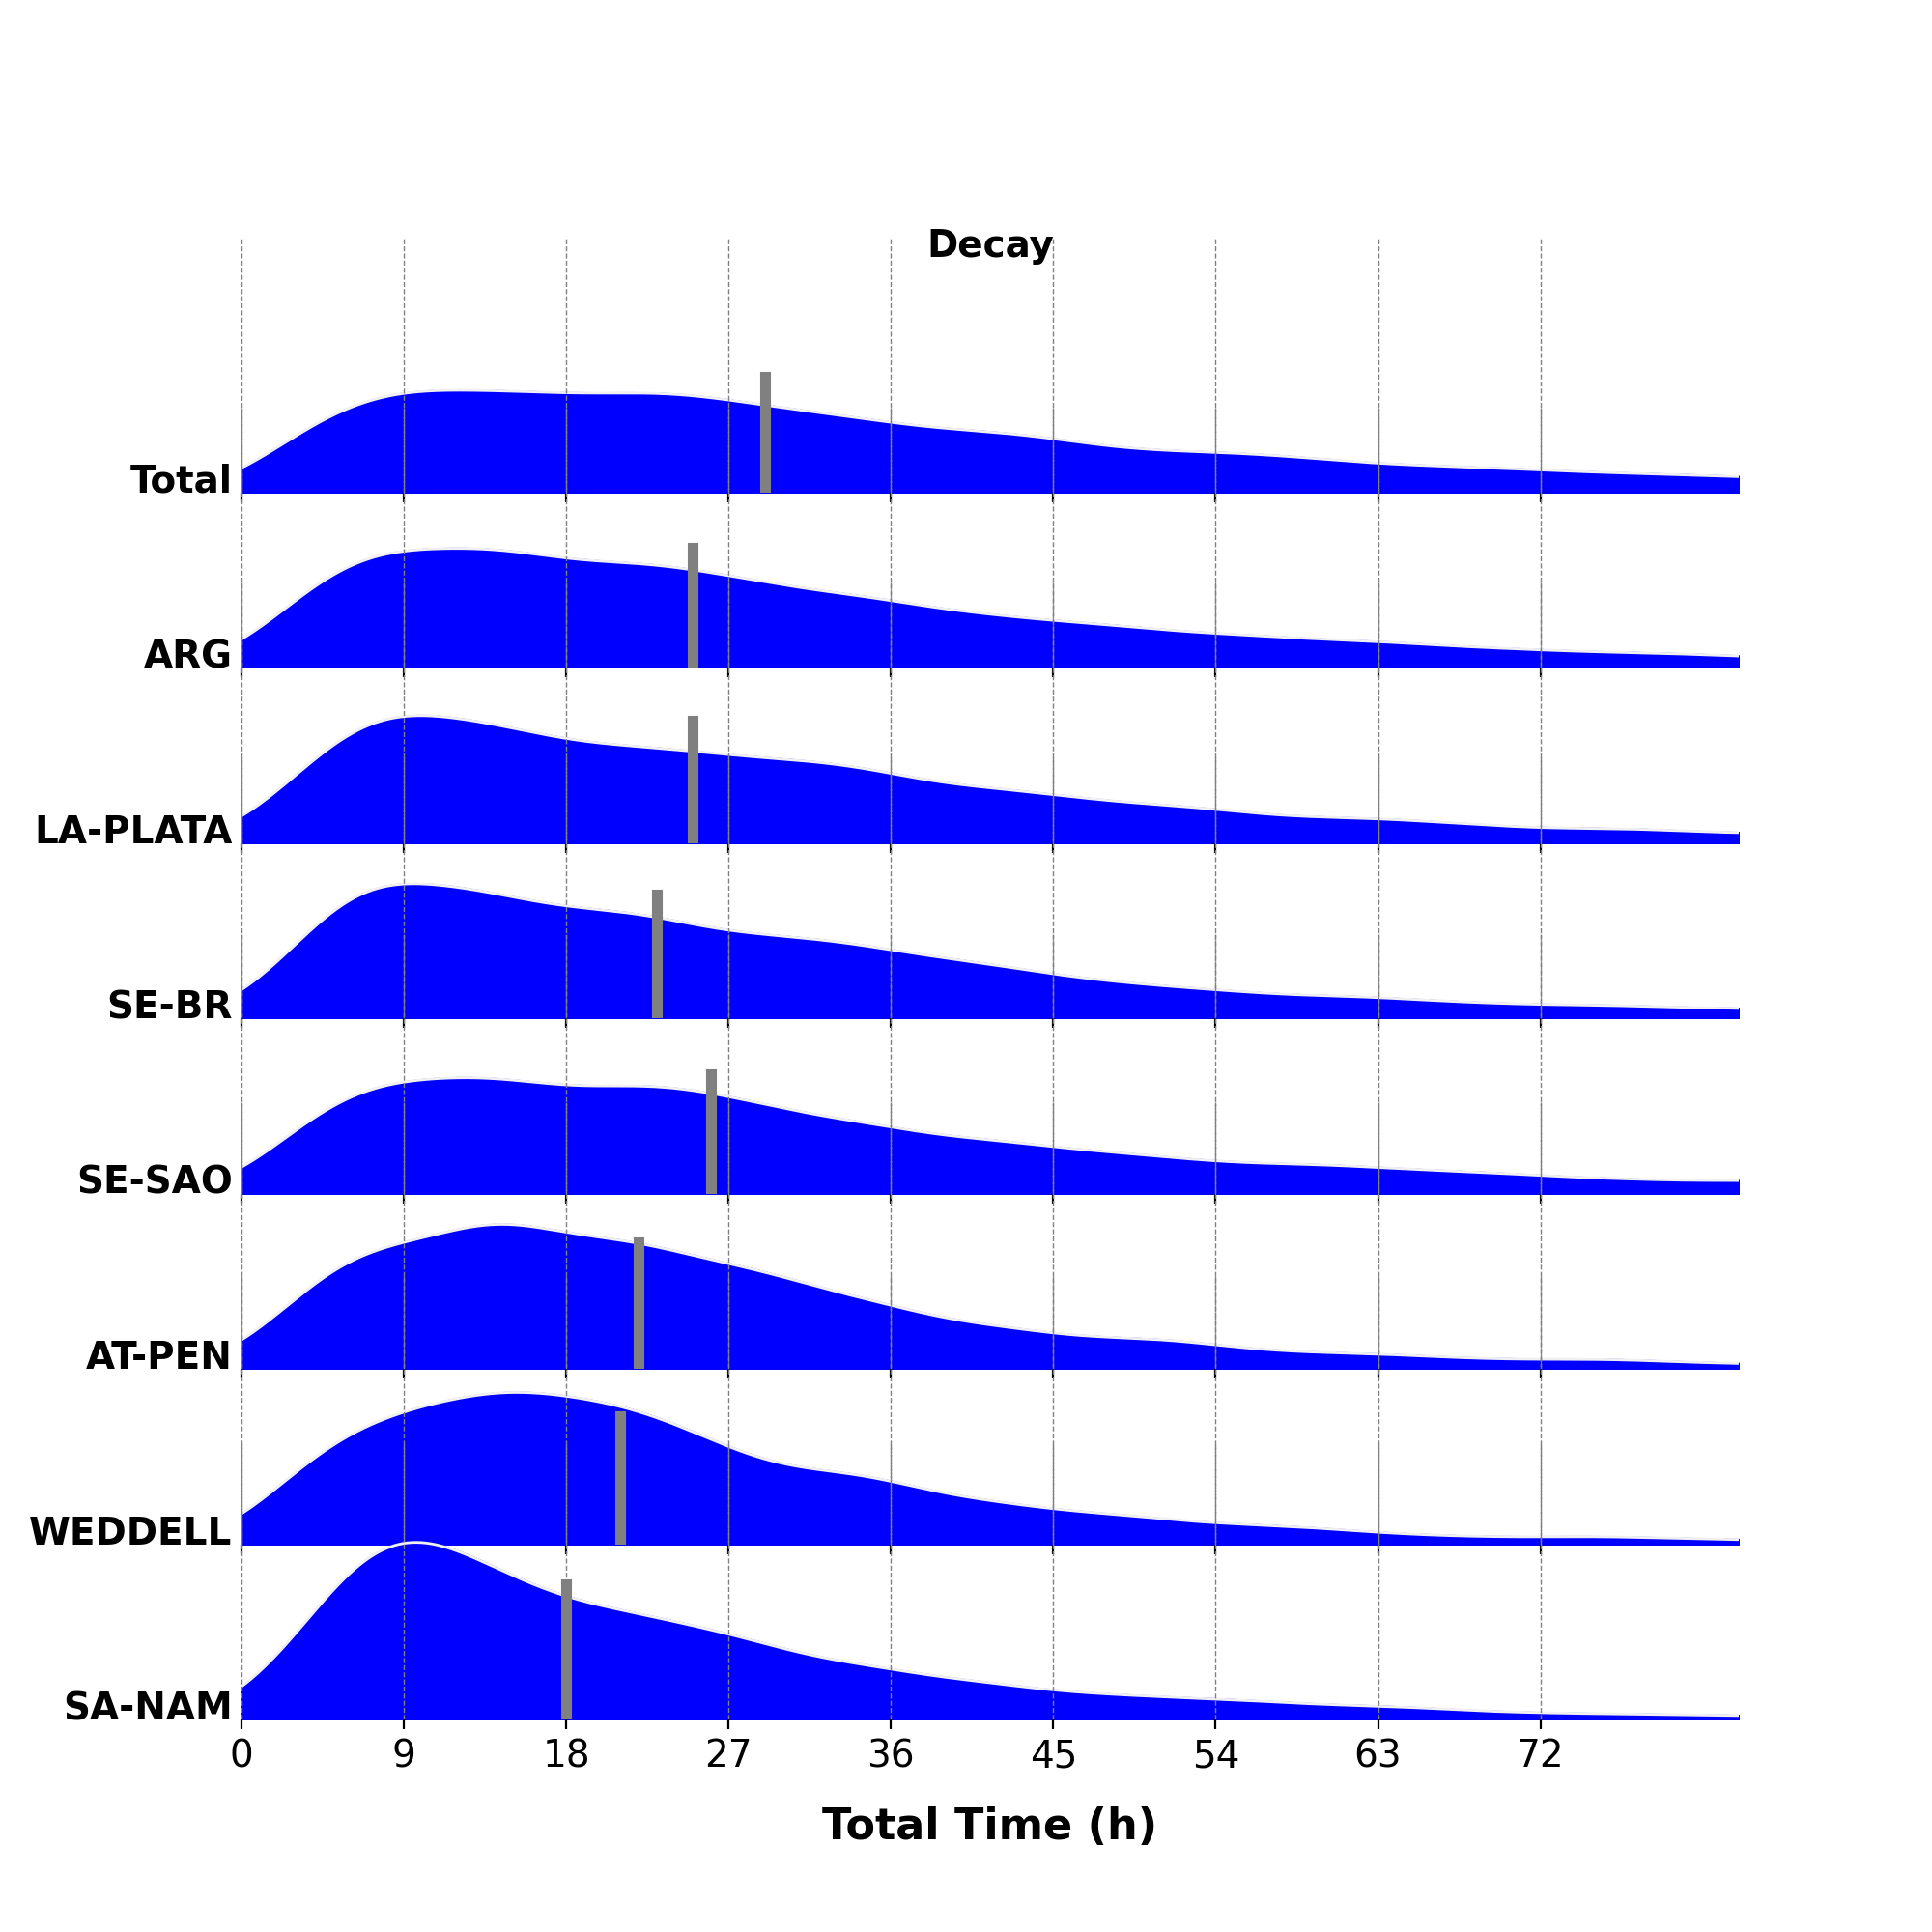 Decay
Total
ARG
LA-PLATA
SE-BR
SE-SAO
AT-PEN
WEDDELL
SA-NAM
0 9 18 27 36 45 54 63 72
Total Time (h)